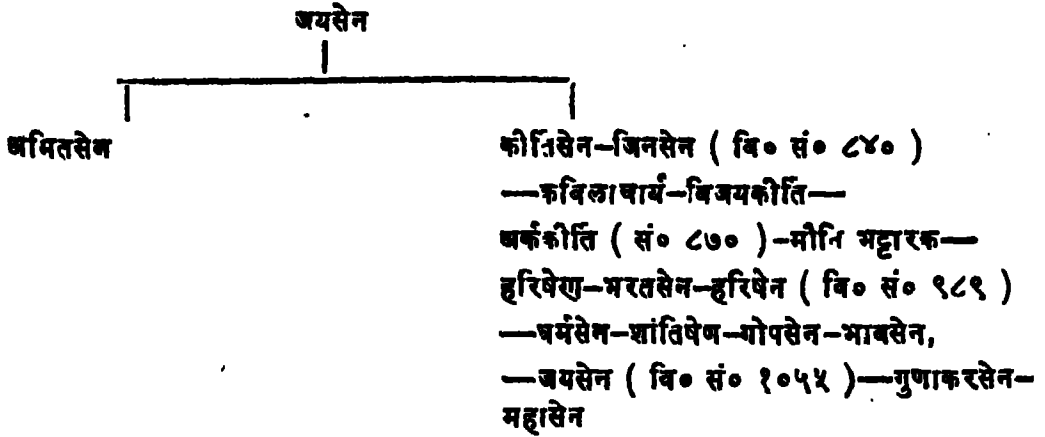 जयसेन
अमितसेन
कीर्तिसेन–जिनसेन ( वि० सं० ८४० )
—कविलाचार्य–विजयकीर्ति—
अर्ककीर्ति ( सं० ८७० )–मौनि भट्टारक—
हरिषेण–भरतसेन–हरिषेन ( वि० सं० ९८९ )
—धर्मसेन–शांतिषेण–गोपसेन–भावसेन,
—जयसेन ( वि० सं० १०५५ )—गुणाकरसेन–
महासेन